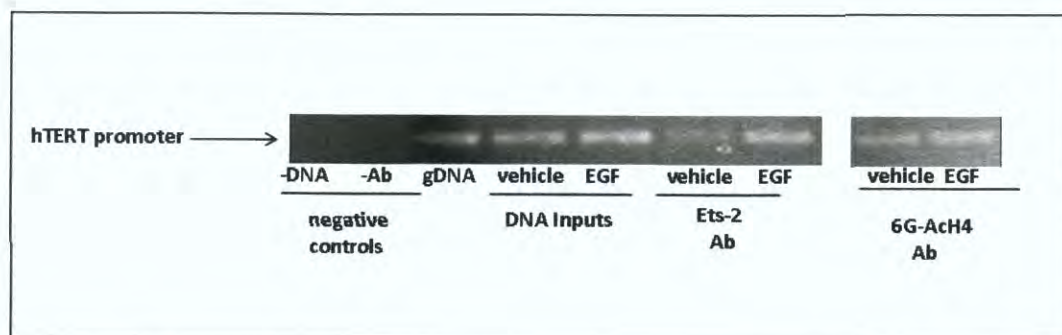 hTERT promoter
-DNA -Ab gDNA vehicle EGF vehicle EGF vehicle EGF
negative controls
DNA Inputs
Ets-2 Ab
6G-AcH4 Ab